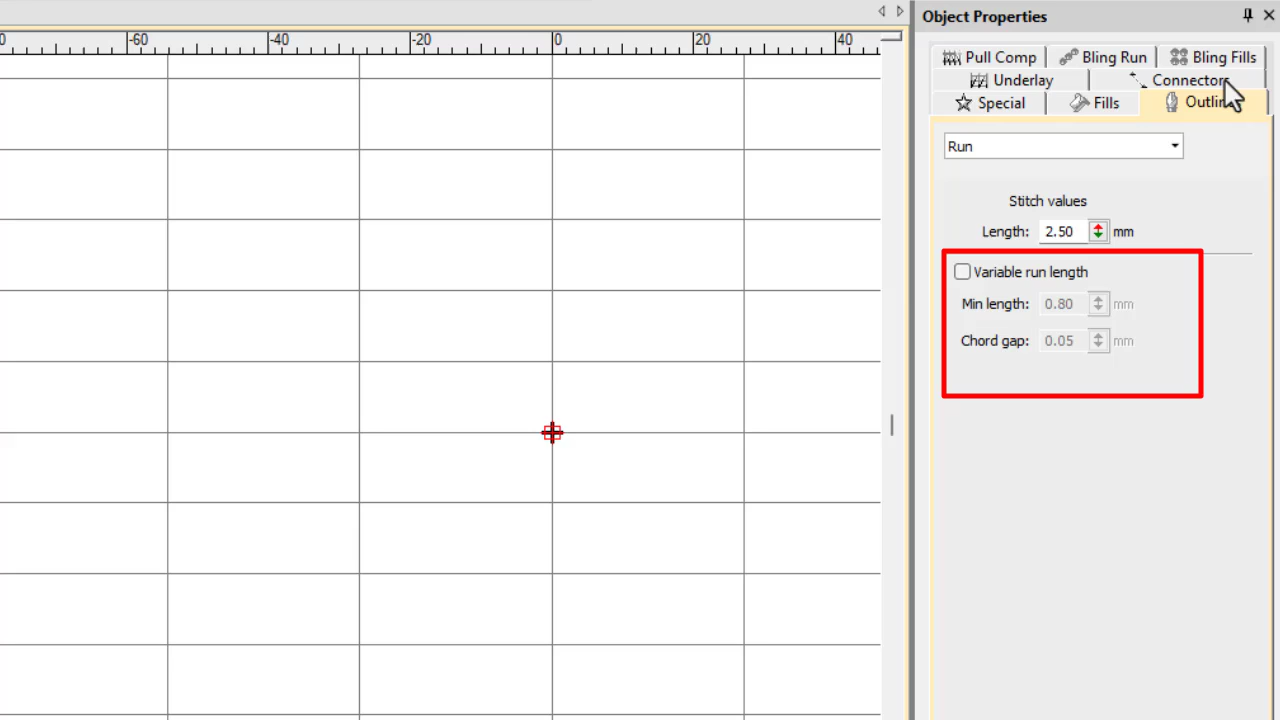 Object Properties
0 -60 -40 -20 0 20 40
Pull Comp Bling Run Bling Fills
Underlay Connectors
Special Fills
Run
Stitch values
Length: 2.50 mm
Variable run length
Min length: 0.80 mm
Chord gap: 0.05 mm